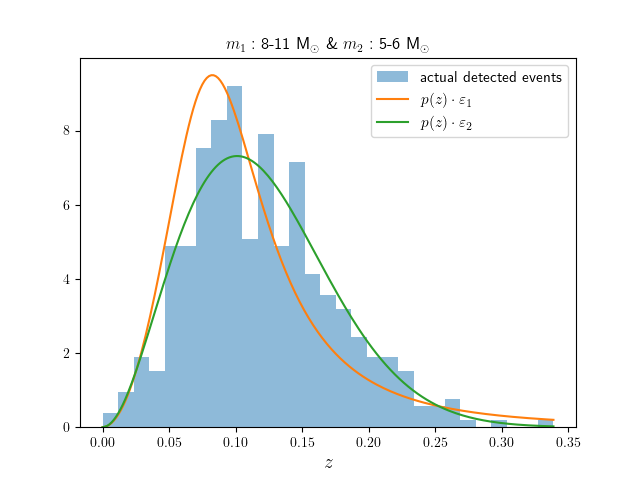 m₁ : 8-11 M⊙ & m₂ : 5-6 M⊙
actual detected events
p(z) · ε₁
p(z) · ε₂
8
6
4
2
0
0.00 0.05 0.10 0.15 0.20 0.25 0.30 0.35
z